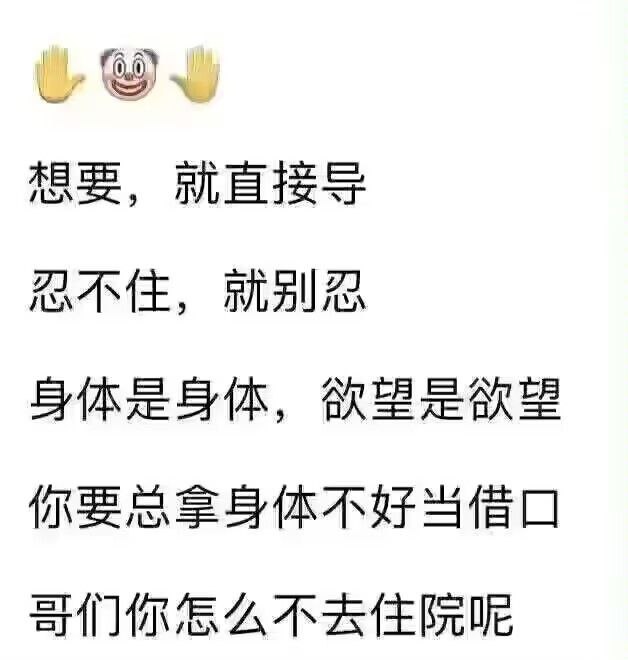 🤚🤡🤚
想要，就直接导
忍不住，就别忍
身体是身体，欲望是欲望
你要总拿身体不好当借口
哥们你怎么不去住院呢